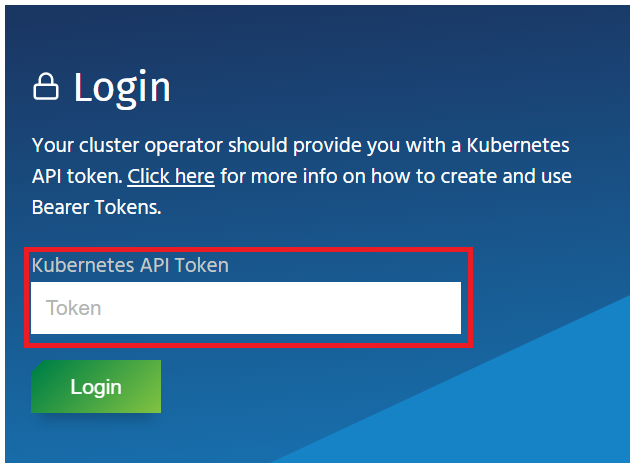 Login
Your cluster operator should provide you with a Kubernetes
API token. Click here for more info on how to create and use
Bearer Tokens.
Kubernetes API Token
Token
Login